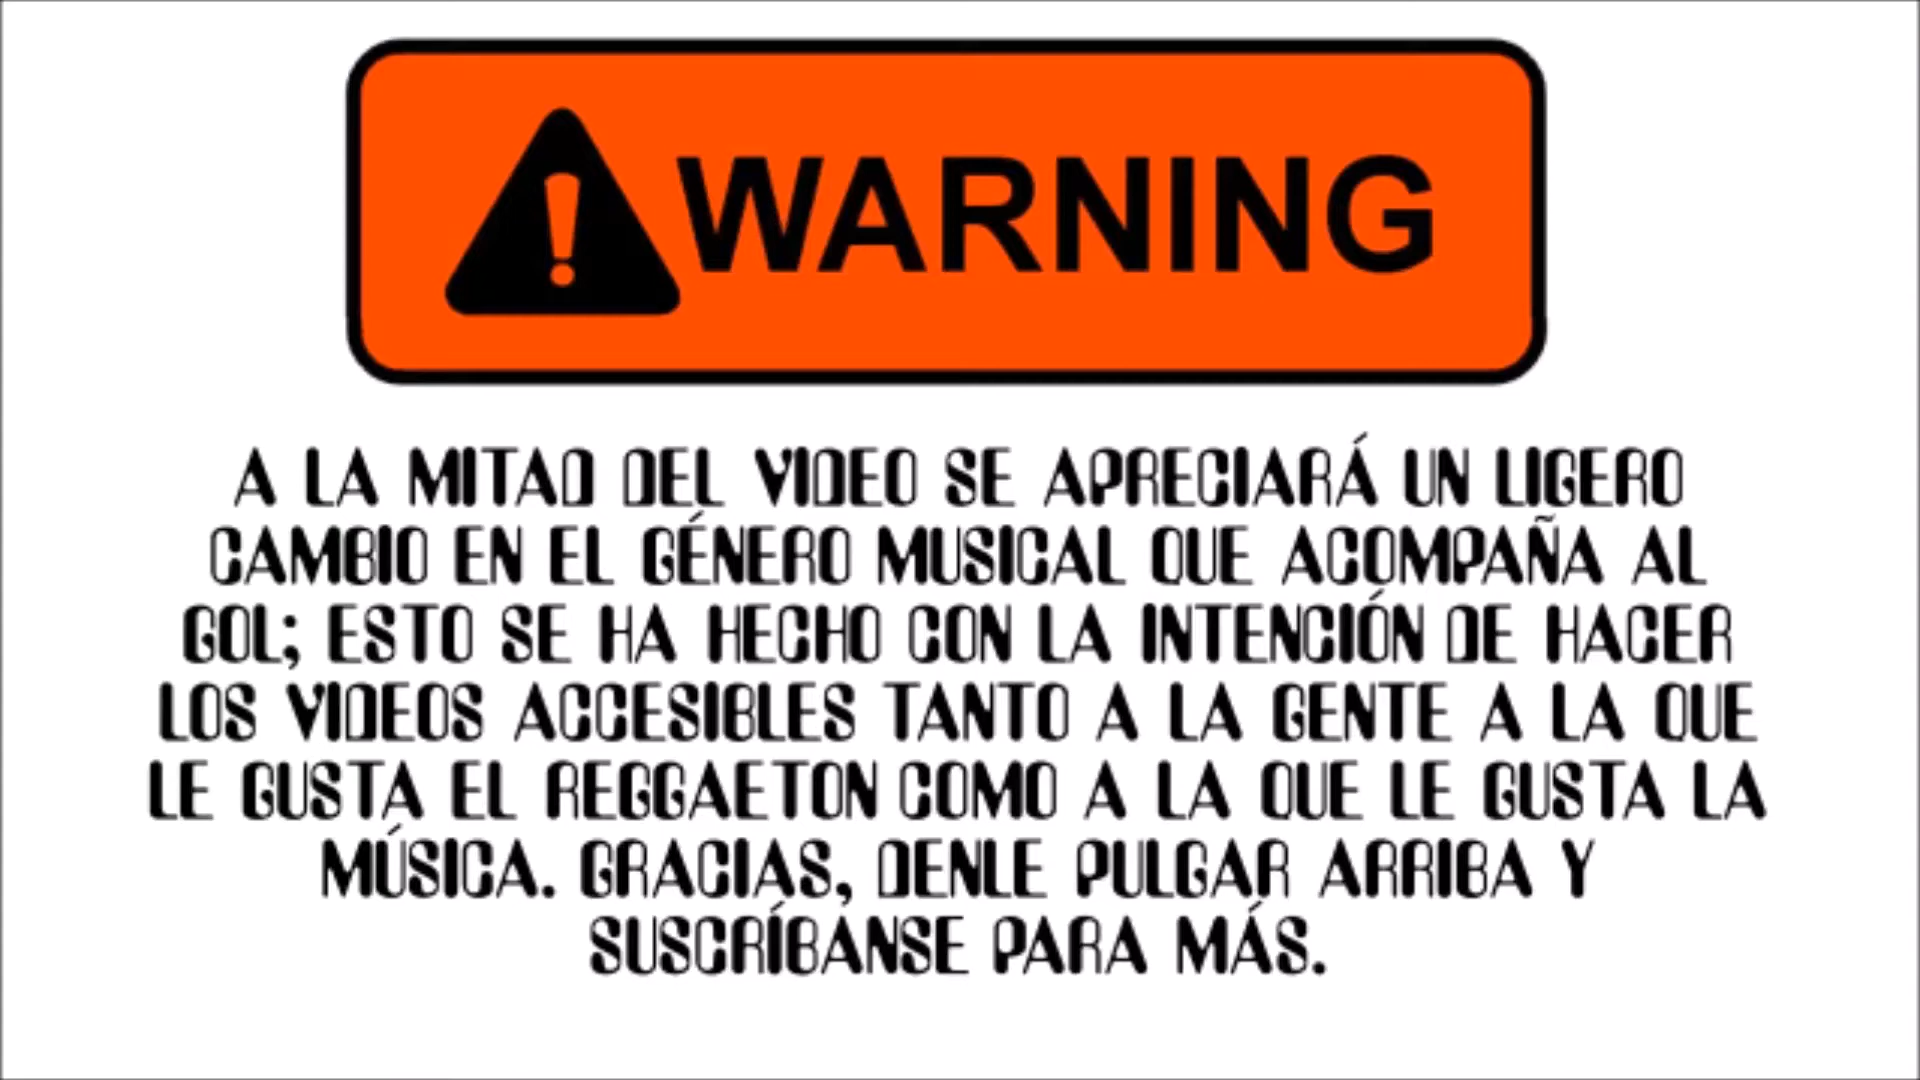 WARNING
A LA MITAD DEL VIDEO SE APRECIARÁ UN LIGERO
CAMBIO EN EL GÉNERO MUSICAL QUE ACOMPAÑA AL
GOL; ESTO SE HA HECHO CON LA INTENCIÓN DE HACER
LOS VIDEOS ACCESIBLES TANTO A LA GENTE A LA QUE
LE GUSTA EL REGGAETON COMO A LA QUE LE GUSTA LA
MÚSICA. GRACIAS, DENLE PULGAR ARRIBA Y
SUSCRÍBANSE PARA MÁS.